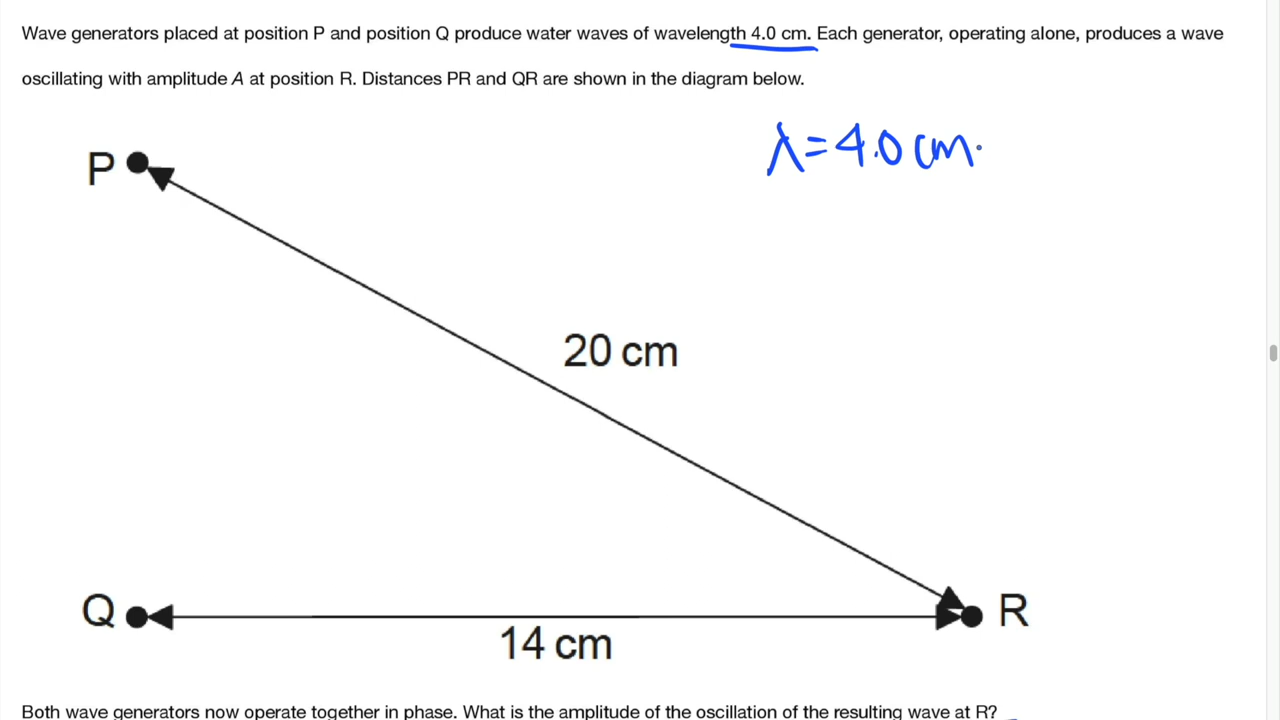 Wave generators placed at position P and position Q produce water waves of wavelength 4.0 cm. Each generator, operating alone, produces a wave
oscillating with amplitude A at position R. Distances PR and QR are shown in the diagram below.
λ = 4.0 cm.
P
20 cm
Q
R
14 cm
Both wave generators now operate together in phase. What is the amplitude of the oscillation of the resulting wave at R?